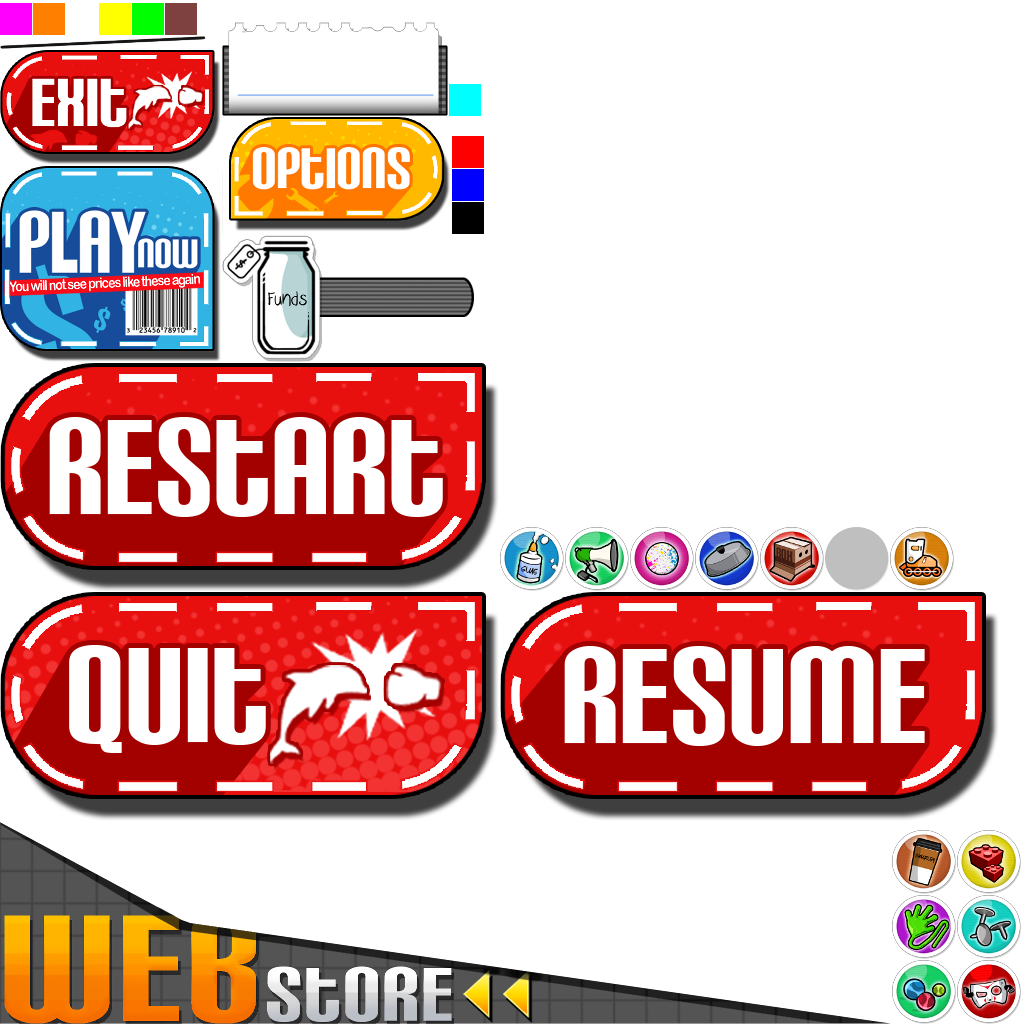 EXIT
OPTIONS
PLAY now
You will not see prices like these again
3 23456"78910 2
$
Funds
RESTART
GLUE
QUIT
RESUME
WEB STORE